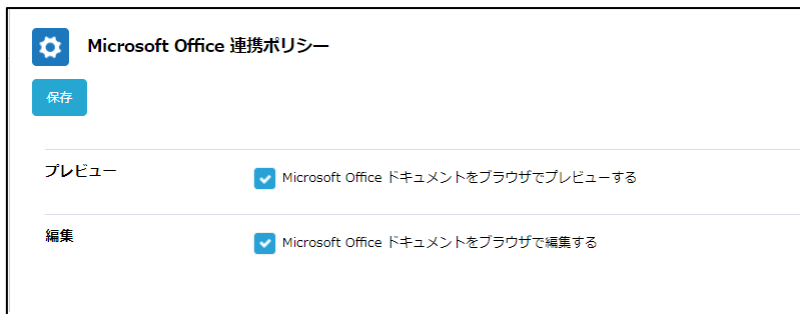 Microsoft Office 連携ポリシー
保存
プレビュー
Microsoft Office ドキュメントをブラウザでプレビューする
編集
Microsoft Office ドキュメントをブラウザで編集する